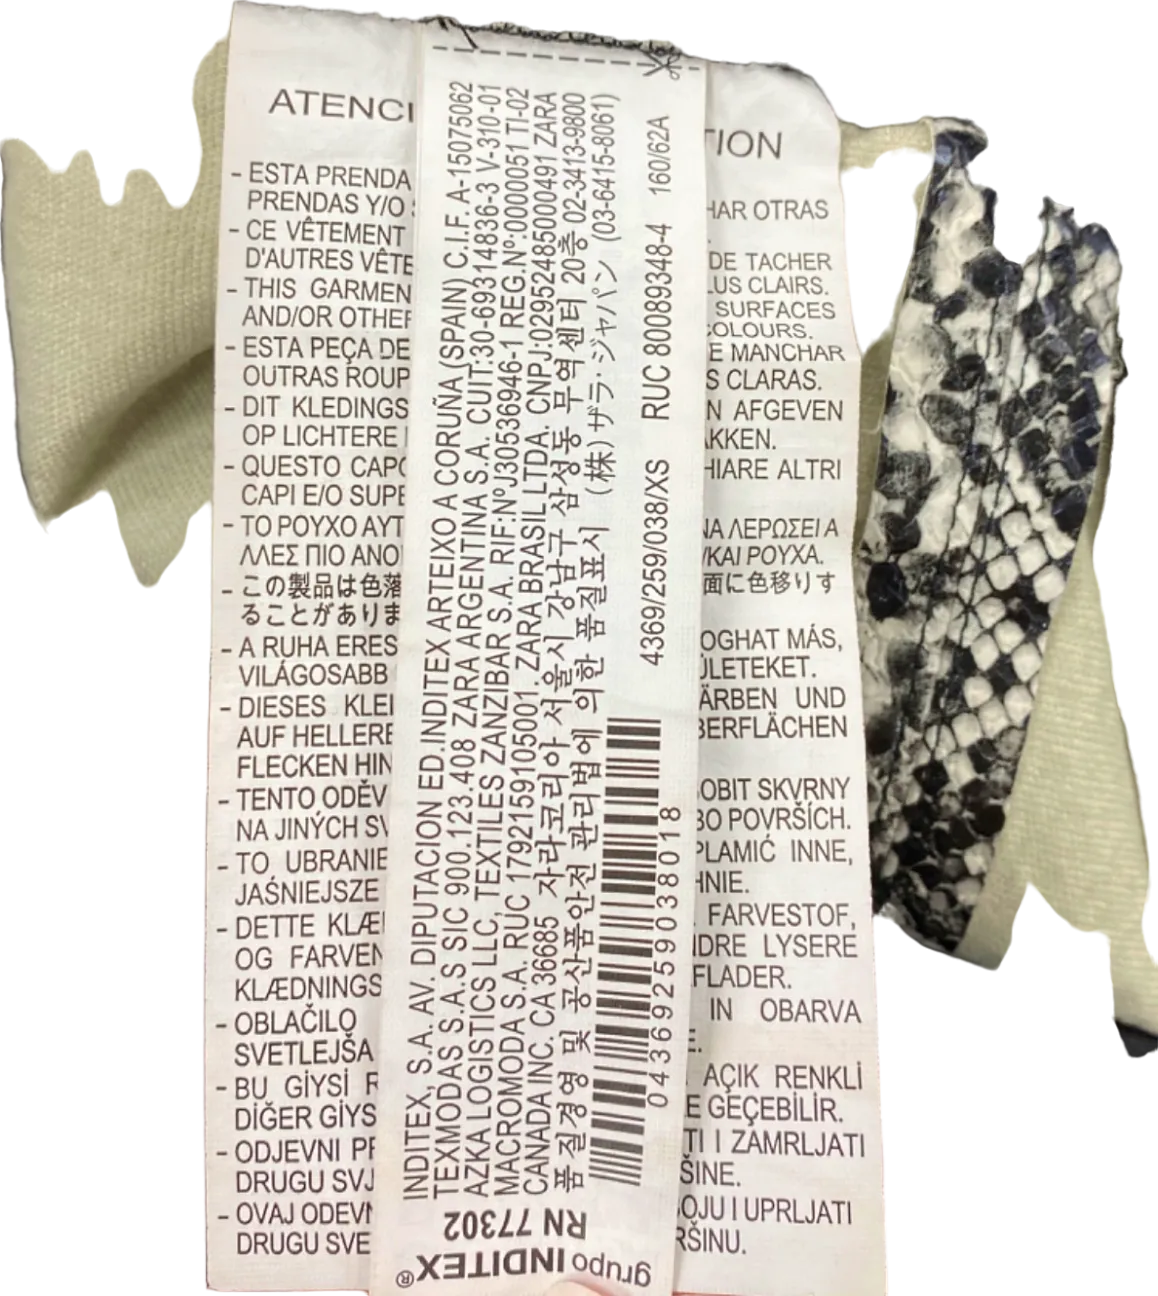 ATENCI
TION
- ESTA PRENDA
PRENDAS Y/O
HAR OTRAS
- CE VÊTEMENT
DE TACHER
D'AUTRES VÊTE
LUS CLAIRS.
- THIS GARMEN
SURFACES
AND/OR OTHER
COLOURS.
- ESTA PEÇA DE
E MANCHAR
OUTRAS ROUP
S CLARAS.
- DIT KLEDINGS
N AFGEVEN
OP LICHTERE
AKKEN.
- QUESTO CAPO
HIARE ALTRI
CAPI E/O SUPE
- ΤΟ ΡΟΥΧΟ ΑΥΤ
ΝΑ ΛΕΡΩΣΕΙ Α
ΛΛΕΣ ΠΙΟ ΑΝΟ
/ΚΑΙ ΡΟΥΧΑ.
- この製品は色落
面に色移りす
ることがありま
- A RUHA ERES
OGHAT MÁS,
VILÁGOSABB
ÜLETEKET.
- DIESES KLEI
ÄRBEN UND
AUF HELLERE
BERFLÄCHEN
FLECKEN HIN
- TENTO ODĚV
OBIT SKVRNY
NA JINÝCH SV
BO POVRŠÍCH.
- TO UBRANIE
PLAMIĆ INNE,
JAŚNIEJSZE
HNIE.
- DETTE KLÆ
FARVESTOF,
OG FARVEN
DRE LYSERE
KLÆDNINGS
FLADER.
- OBLAČILO
IN OBARVA
SVETLEJŠA
E.
- BU GİYSİ R
AÇIK RENKLİ
DİĞER GİYS
E GEÇEBİLİR.
- ODJEVNI PR
TI I ZAMRLJATI
DRUGU SVJ
ŠINE.
- OVAJ ODEVN
OJU I UPRLJATI
DRUGU SVE
RŠINU.
INDITEX, S.A. AV. DIPUTACION ED.INDITEX ARTEIXO A CORUÑA (SPAIN) C.I.F. A-15075062
TEXMODAS S.A.S SIC 900.123.408 ZARA ARGENTINA S.A. CUIT:30-69314836-3 V-310-01
AZKA LOGISTICS LLC, TEXTILES ZANZIBAR S.A. RIF:NºJ30536946-1 REG.Nº:0000051 TI-02
MACROMODA S.A. RUC 1792159105001. ZARA BRASIL LTDA. CNPJ:02952485000491 ZARA
CANADA INC. CA 36685 자라코리아 서울시 강남구 삼성동 무역센터 20층 02-3413-9800
품질경영 및 공산품안전 관리법에 의한 품질표시 (株) ザラ・ジャパン (03-6415-8061)
4369/259/038/XS RUC 80089348-4 160/62A
04369259038018
RN 77302
grupo INDITEX®